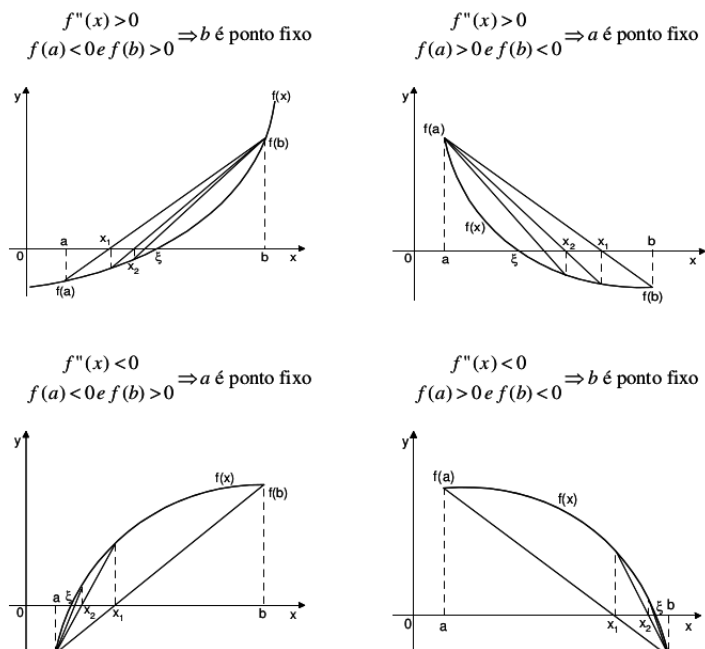 f"(x)>0
f(a)<0 e f(b)>0 ⇒ b é ponto fixo
y
f(x)
f(b)
a
x₁
x₂
ξ
0
b
x
f(a)
f"(x)>0
f(a)>0 e f(b)<0 ⇒ a é ponto fixo
y
f(a)
f(x)
x₂
x₁
b
0
a
ξ
x
f(b)
f"(x)<0
f(a)<0 e f(b)>0 ⇒ a é ponto fixo
y
f(x)
f(b)
a
ξ
0
x₂
x₁
b
x
f"(x)<0
f(a)>0 e f(b)<0 ⇒ b é ponto fixo
y
f(a)
f(x)
ξ
b
0
a
x₁
x₂
x